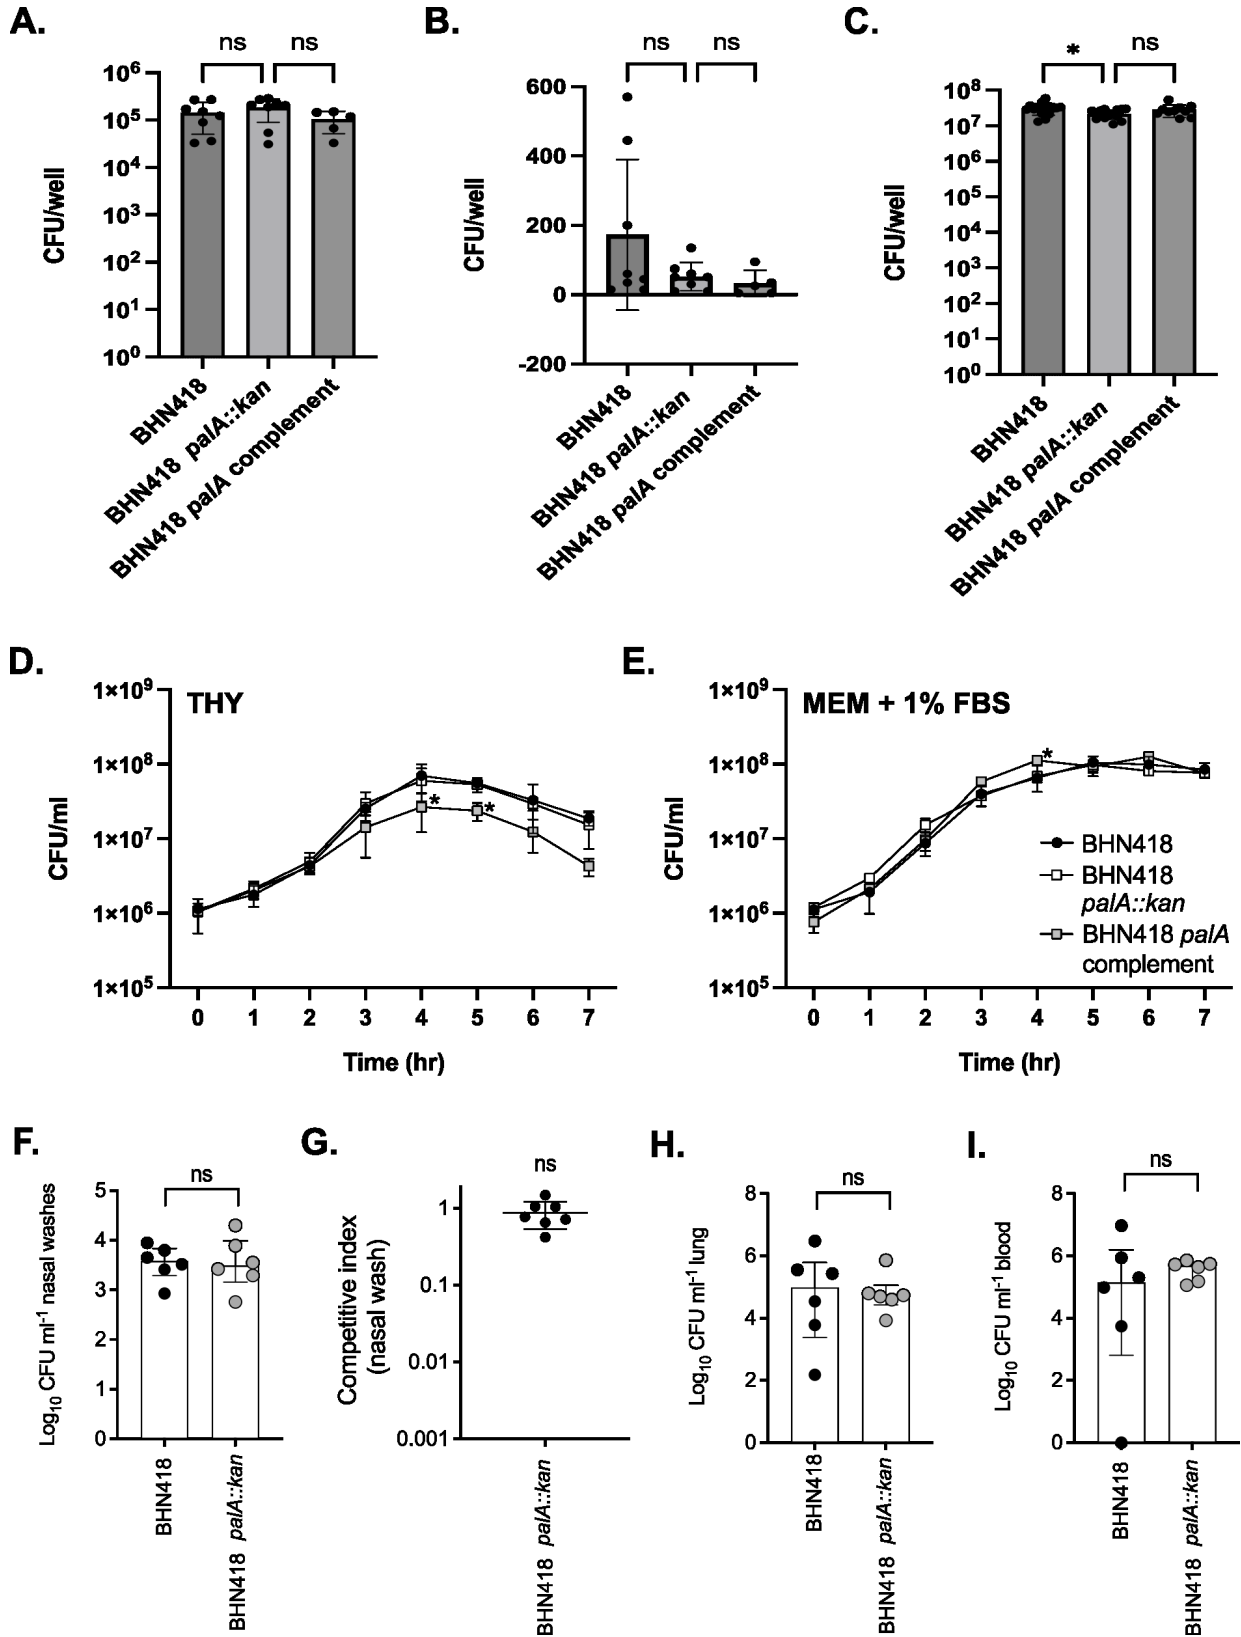 A.
ns ns
10⁶
10⁵
10⁴
10³
10²
10¹
10⁰
CFU/well
BHN418
BHN418 palA::kan
BHN418 palA complement
B.
ns ns
600
400
200
0
-200
CFU/well
BHN418
BHN418 palA::kan
BHN418 palA complement
C.
* ns
10⁸
10⁷
10⁶
10⁵
10⁴
10³
10²
10¹
10⁰
CFU/well
BHN418
BHN418 palA::kan
BHN418 palA complement
D.
THY
1×10⁹
1×10⁸
1×10⁷
1×10⁶
1×10⁵
CFU/ml
* *
0 1 2 3 4 5 6 7
Time (hr)
E.
MEM + 1% FBS
1×10⁹
1×10⁸
1×10⁷
1×10⁶
1×10⁵
CFU/ml
*
BHN418
BHN418
palA::kan
BHN418 palA
complement
0 1 2 3 4 5 6 7
Time (hr)
F.
ns
5
4
3
2
1
0
Log₁₀ CFU ml⁻¹ nasal washes
BHN418
BHN418 palA::kan
G.
ns
1
0.1
0.01
0.001
Competitive index
(nasal wash)
BHN418 palA::kan
H.
ns
8
6
4
2
0
Log₁₀ CFU ml⁻¹ lung
BHN418
BHN418 palA::kan
I.
ns
8
6
4
2
0
Log₁₀ CFU ml⁻¹ blood
BHN418
BHN418 palA::kan